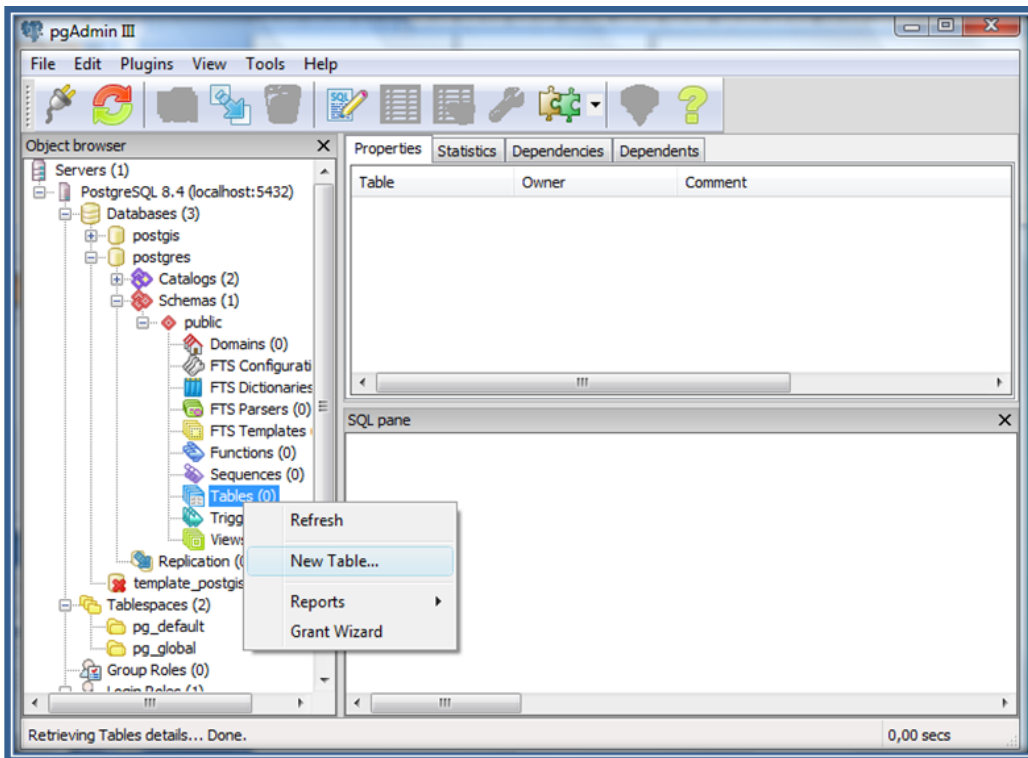 pgAdmin III
File Edit Plugins View Tools Help
SQL
Object browser
Servers (1)
PostgreSQL 8.4 (localhost:5432)
Databases (3)
postgis
postgres
Catalogs (2)
Schemas (1)
public
Domains (0)
FTS Configurati
FTS Dictionaries
FTS Parsers (0)
FTS Templates
Functions (0)
Sequences (0)
Tables (0)
Trigg
Views
Replication (
template_postgis
Tablespaces (2)
pg_default
pg_global
Group Roles (0)
Login Roles (1)
Refresh
New Table...
Reports
Grant Wizard
Properties Statistics Dependencies Dependents
Table Owner Comment
SQL pane
Retrieving Tables details... Done. 0,00 secs